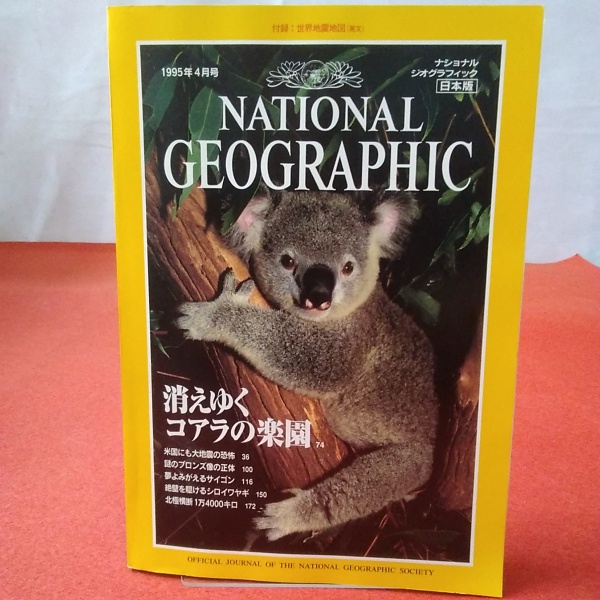 付録：世界地震地図(英文)
1995年4月号
ナショナル
ジオグラフィック
日本版
NATIONAL
GEOGRAPHIC
消えゆく
コアラの楽園 74
米国にも大地震の恐怖 36
謎のブロンズ像の正体 100
夢よみがえるサイゴン 116
絶壁を駆けるシロイワヤギ 150
北極横断1万4000キロ 172
OFFICIAL JOURNAL OF THE NATIONAL GEOGRAPHIC SOCIETY